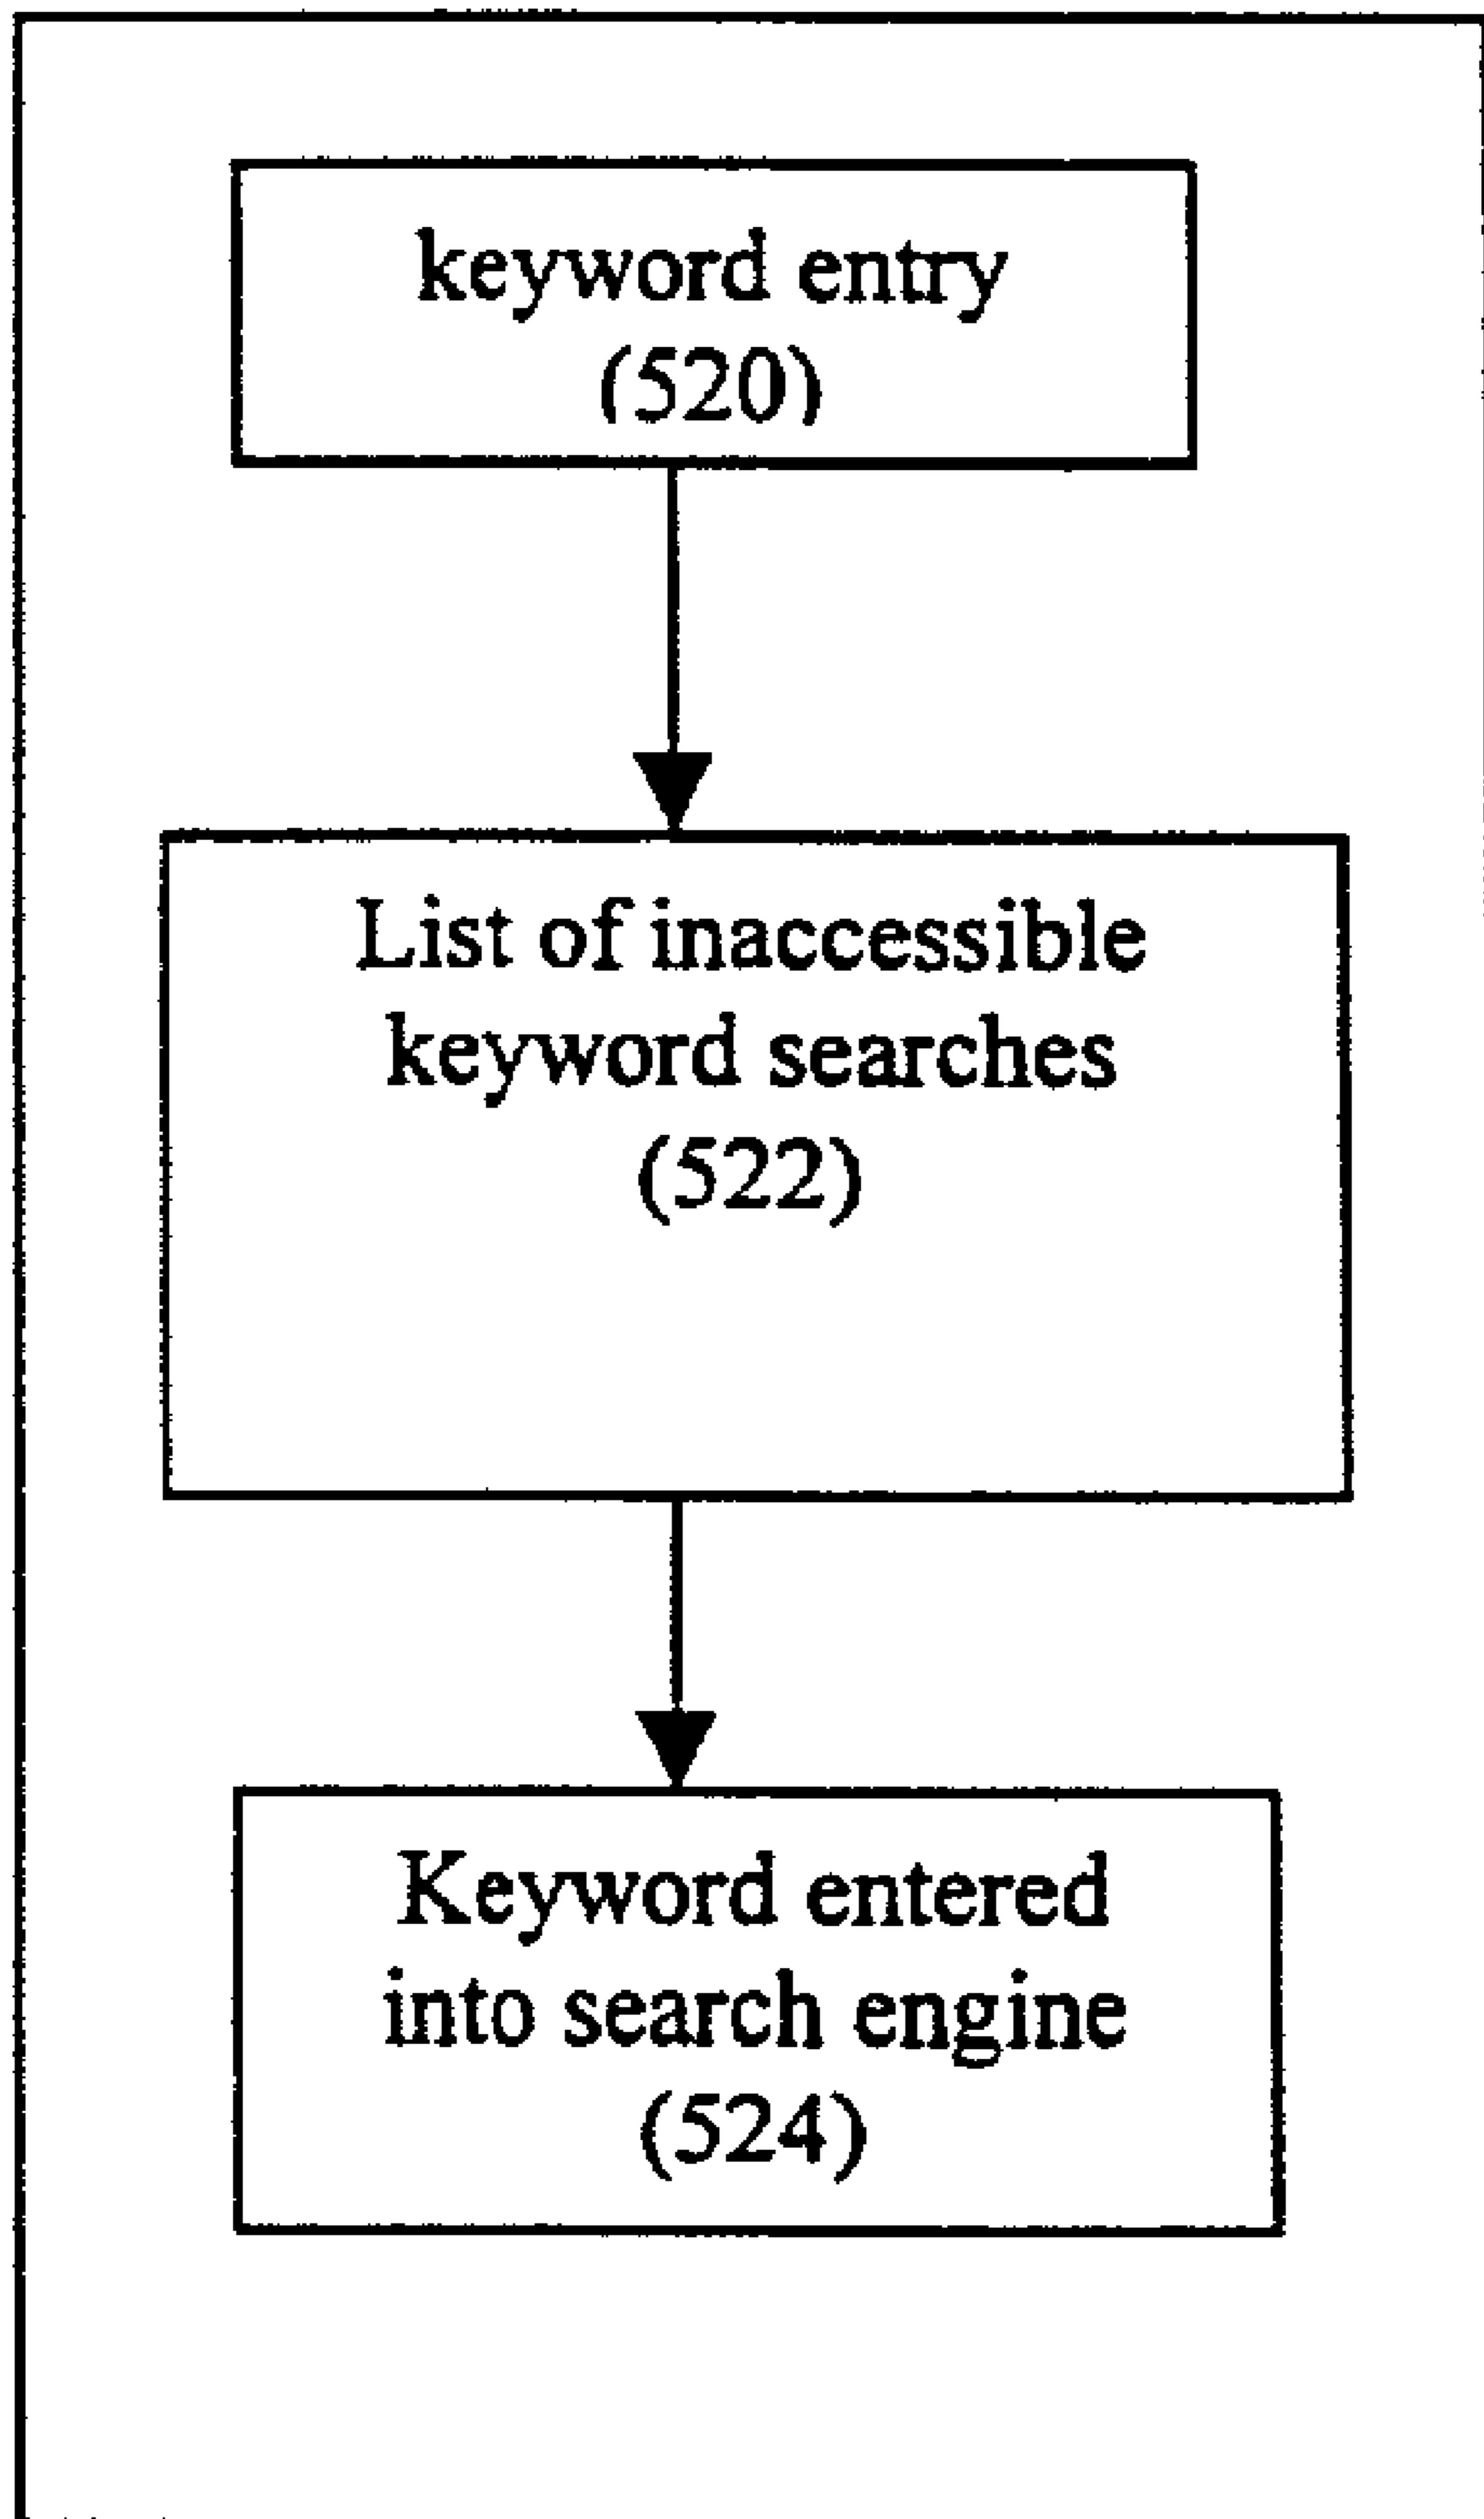 keyword entry
(520)
List of inaccessible
keyword searches
(522)
Keyword entered
into search engine
(524)